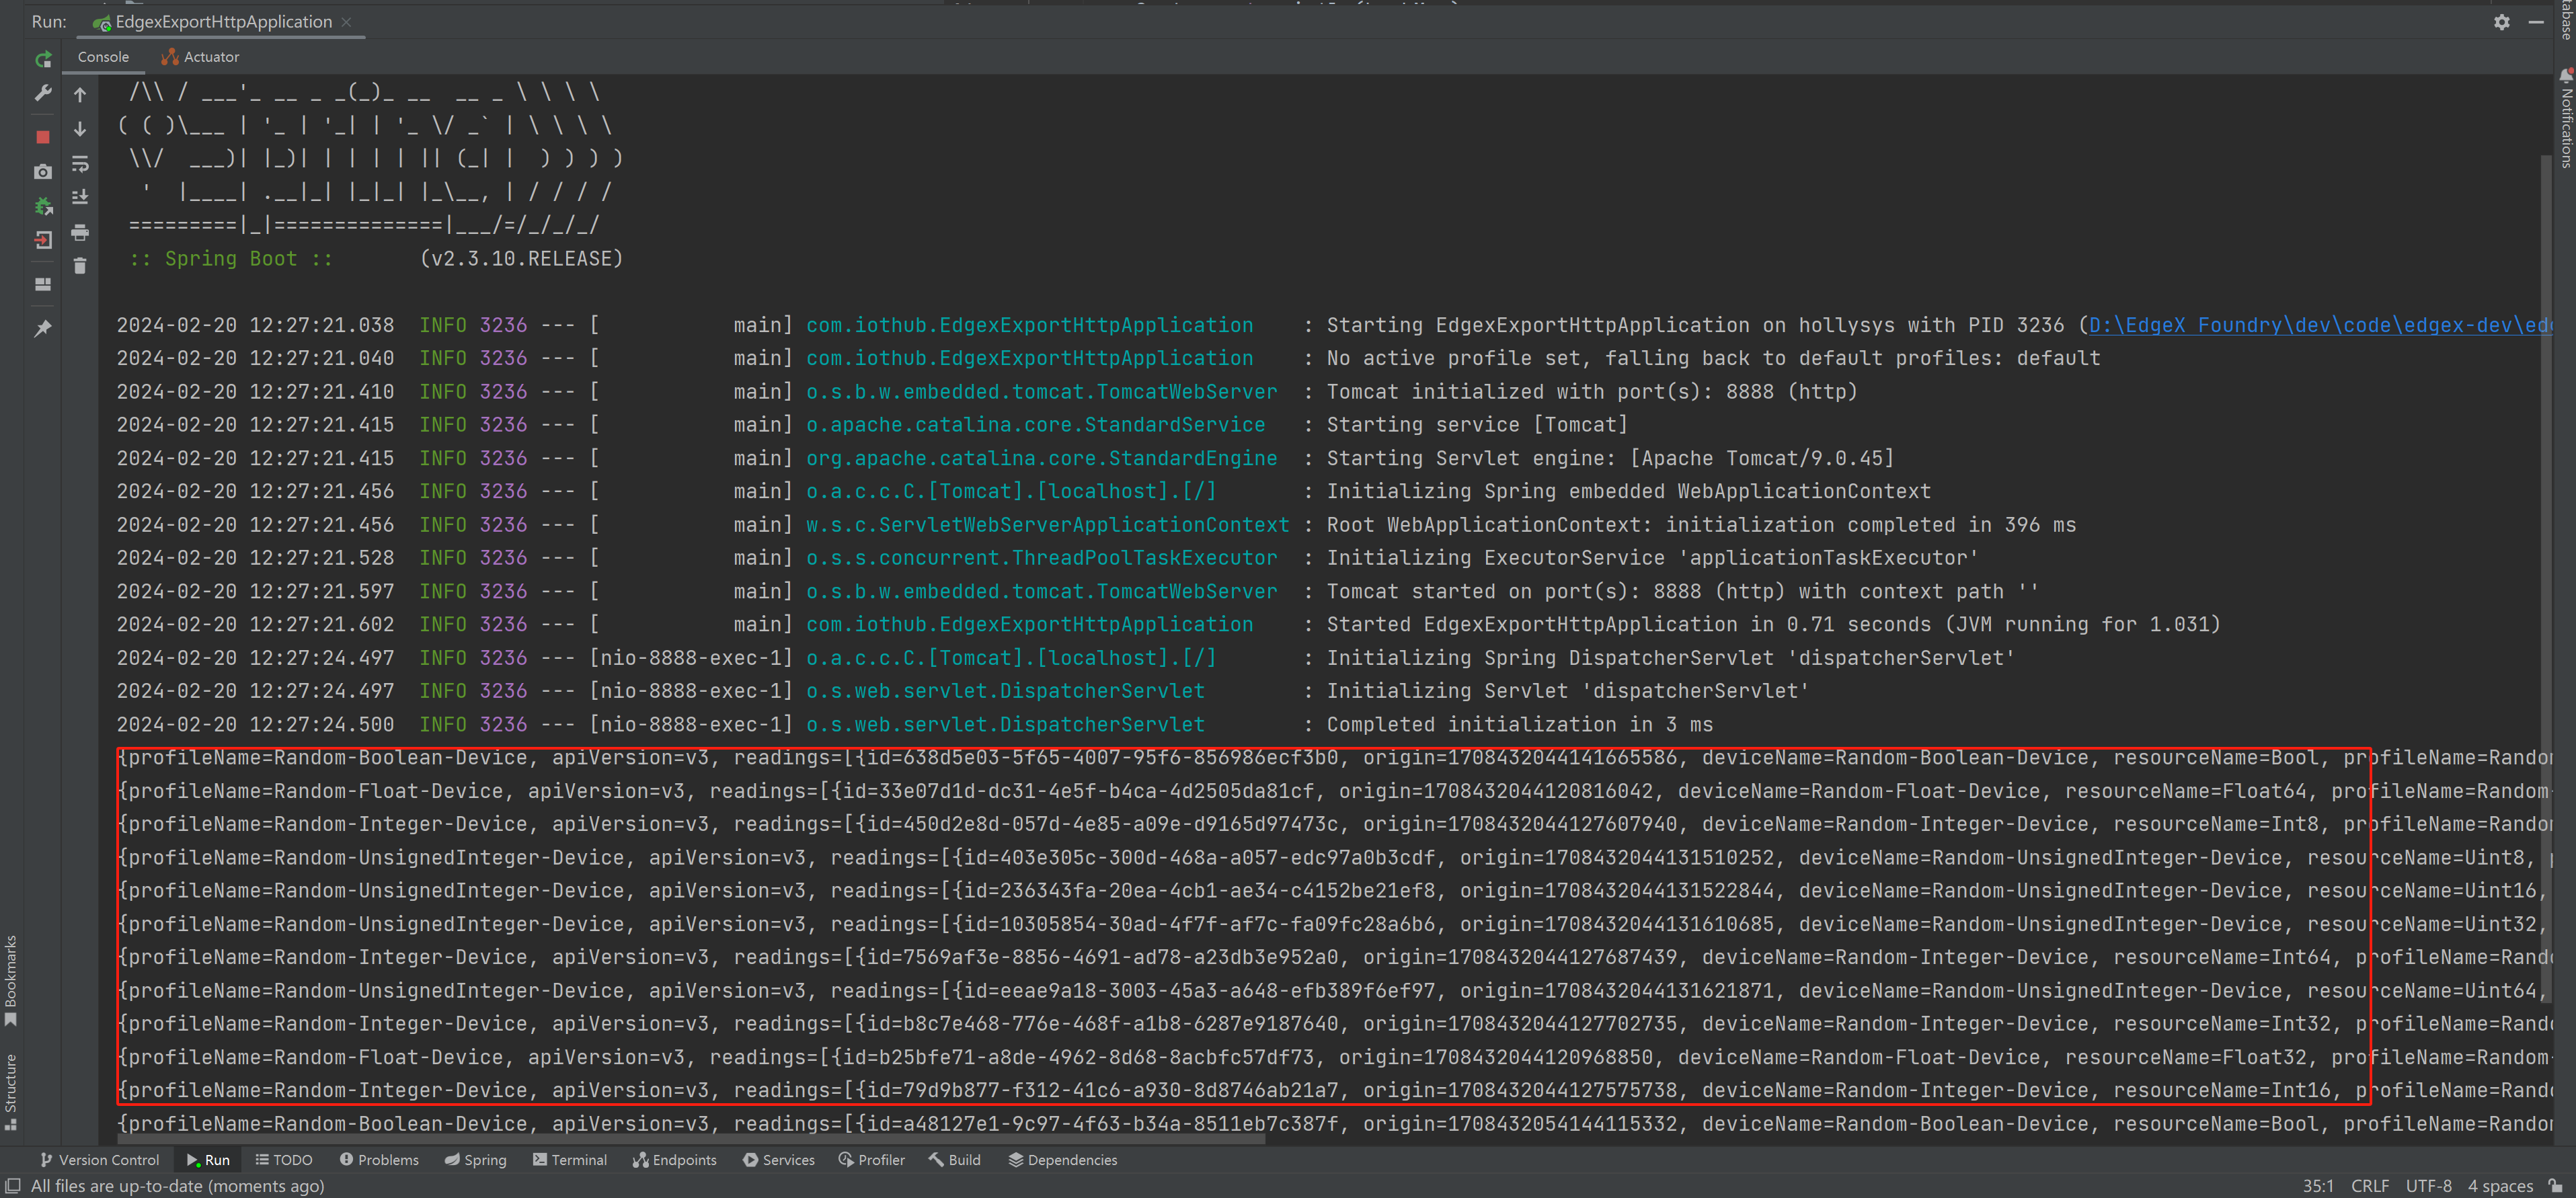 Run: EdgexExportHttpApplication
Console Actuator
 /\\ / ___'_ __ _ _(_)_ __  __ _ \ \ \ \
( ( )\___ | '_ | '_| | '_ \/ _` | \ \ \ \
 \\/  ___)| |_)| | | | | || (_| |  ) ) ) )
  '  |____| .__|_| |_|_| |_\__, | / / / /
 =========|_|==============|___/=/_/_/_/
 :: Spring Boot ::       (v2.3.10.RELEASE)
2024-02-20 12:27:21.038  INFO 3236 --- [           main] com.iothub.EdgexExportHttpApplication    : Starting EdgexExportHttpApplication on hollysys with PID 3236 (D:\EdgeX Foundry\dev\code\edgex-dev\ed
2024-02-20 12:27:21.040  INFO 3236 --- [           main] com.iothub.EdgexExportHttpApplication    : No active profile set, falling back to default profiles: default
2024-02-20 12:27:21.410  INFO 3236 --- [           main] o.s.b.w.embedded.tomcat.TomcatWebServer  : Tomcat initialized with port(s): 8888 (http)
2024-02-20 12:27:21.415  INFO 3236 --- [           main] o.apache.catalina.core.StandardService   : Starting service [Tomcat]
2024-02-20 12:27:21.415  INFO 3236 --- [           main] org.apache.catalina.core.StandardEngine  : Starting Servlet engine: [Apache Tomcat/9.0.45]
2024-02-20 12:27:21.456  INFO 3236 --- [           main] o.a.c.c.C.[Tomcat].[localhost].[/]       : Initializing Spring embedded WebApplicationContext
2024-02-20 12:27:21.456  INFO 3236 --- [           main] w.s.c.ServletWebServerApplicationContext : Root WebApplicationContext: initialization completed in 396 ms
2024-02-20 12:27:21.528  INFO 3236 --- [           main] o.s.s.concurrent.ThreadPoolTaskExecutor  : Initializing ExecutorService 'applicationTaskExecutor'
2024-02-20 12:27:21.597  INFO 3236 --- [           main] o.s.b.w.embedded.tomcat.TomcatWebServer  : Tomcat started on port(s): 8888 (http) with context path ''
2024-02-20 12:27:21.602  INFO 3236 --- [           main] com.iothub.EdgexExportHttpApplication    : Started EdgexExportHttpApplication in 0.71 seconds (JVM running for 1.031)
2024-02-20 12:27:24.497  INFO 3236 --- [nio-8888-exec-1] o.a.c.c.C.[Tomcat].[localhost].[/]       : Initializing Spring DispatcherServlet 'dispatcherServlet'
2024-02-20 12:27:24.497  INFO 3236 --- [nio-8888-exec-1] o.s.web.servlet.DispatcherServlet        : Initializing Servlet 'dispatcherServlet'
2024-02-20 12:27:24.500  INFO 3236 --- [nio-8888-exec-1] o.s.web.servlet.DispatcherServlet        : Completed initialization in 3 ms
{profileName=Random-Boolean-Device, apiVersion=v3, readings=[{id=638d5e03-5f65-4007-95f6-856986ecf3b0, origin=1708432044141665586, deviceName=Random-Boolean-Device, resourceName=Bool, profileName=Rando
{profileName=Random-Float-Device, apiVersion=v3, readings=[{id=33e07d1d-dc31-4e5f-b4ca-4d2505da81cf, origin=1708432044120816042, deviceName=Random-Float-Device, resourceName=Float64, profileName=Random-
{profileName=Random-Integer-Device, apiVersion=v3, readings=[{id=450d2e8d-057d-4e85-a09e-d9165d97473c, origin=1708432044127607940, deviceName=Random-Integer-Device, resourceName=Int8, profileName=Rando
{profileName=Random-UnsignedInteger-Device, apiVersion=v3, readings=[{id=403e305c-300d-468a-a057-edc97a0b3cdf, origin=1708432044131510252, deviceName=Random-UnsignedInteger-Device, resourceName=Uint8,
{profileName=Random-UnsignedInteger-Device, apiVersion=v3, readings=[{id=236343fa-20ea-4cb1-ae34-c4152be21ef8, origin=1708432044131522844, deviceName=Random-UnsignedInteger-Device, resourceName=Uint16,
{profileName=Random-UnsignedInteger-Device, apiVersion=v3, readings=[{id=10305854-30ad-4f7f-af7c-fa09fc28a6b6, origin=1708432044131610685, deviceName=Random-UnsignedInteger-Device, resourceName=Uint32,
{profileName=Random-Integer-Device, apiVersion=v3, readings=[{id=7569af3e-8856-4691-ad78-a23db3e952a0, origin=1708432044127687439, deviceName=Random-Integer-Device, resourceName=Int64, profileName=Rand
{profileName=Random-UnsignedInteger-Device, apiVersion=v3, readings=[{id=eeae9a18-3003-45a3-a648-efb389f6ef97, origin=1708432044131621871, deviceName=Random-UnsignedInteger-Device, resourceName=Uint64,
{profileName=Random-Integer-Device, apiVersion=v3, readings=[{id=b8c7e468-776e-468f-a1b8-6287e9187640, origin=1708432044127702735, deviceName=Random-Integer-Device, resourceName=Int32, profileName=Rand
{profileName=Random-Float-Device, apiVersion=v3, readings=[{id=b25bfe71-a8de-4962-8d68-8acbfc57df73, origin=1708432044120968850, deviceName=Random-Float-Device, resourceName=Float32, profileName=Random-
{profileName=Random-Integer-Device, apiVersion=v3, readings=[{id=79d9b877-f312-41c6-a930-8d8746ab21a7, origin=1708432044127575738, deviceName=Random-Integer-Device, resourceName=Int16, profileName=Rand
{profileName=Random-Boolean-Device, apiVersion=v3, readings=[{id=a48127e1-9c97-4f63-b34a-8511eb7c387f, origin=1708432054144115332, deviceName=Random-Boolean-Device, resourceName=Bool, profileName=Rando
Bookmarks
Structure
tabase
Notifications
Version Control Run TODO Problems Spring Terminal Endpoints Services Profiler Build Dependencies
All files are up-to-date (moments ago) 35:1 CRLF UTF-8 4 spaces